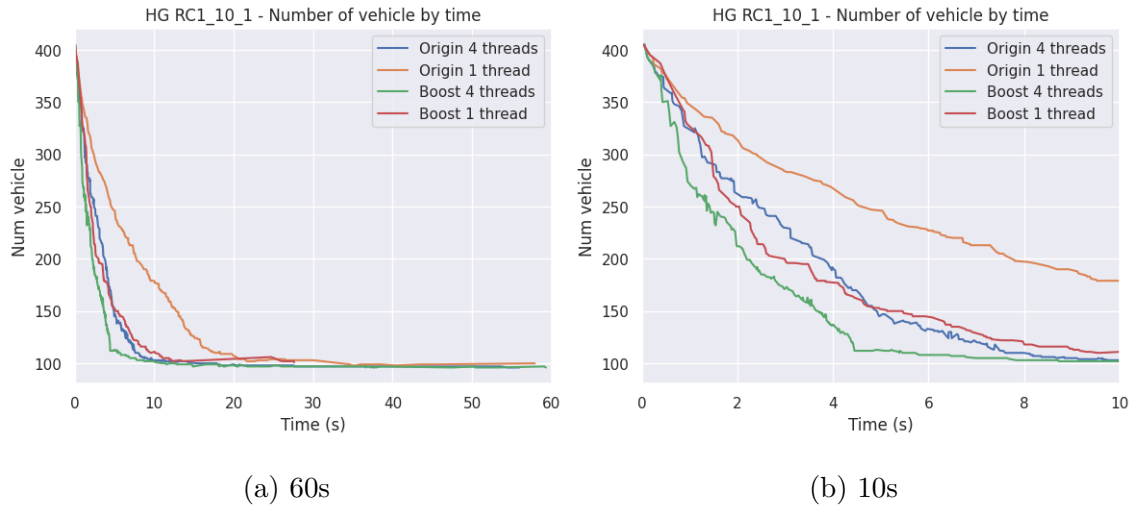 HG RC1_10_1 - Number of vehicle by time
400
350
300
250
200
150
100
Num vehicle
Origin 4 threads
Origin 1 thread
Boost 4 threads
Boost 1 thread
0 10 20 30 40 50 60
Time (s)
(a) 60s
HG RC1_10_1 - Number of vehicle by time
400
350
300
250
200
150
100
Num vehicle
Origin 4 threads
Origin 1 thread
Boost 4 threads
Boost 1 thread
0 2 4 6 8 10
Time (s)
(b) 10s